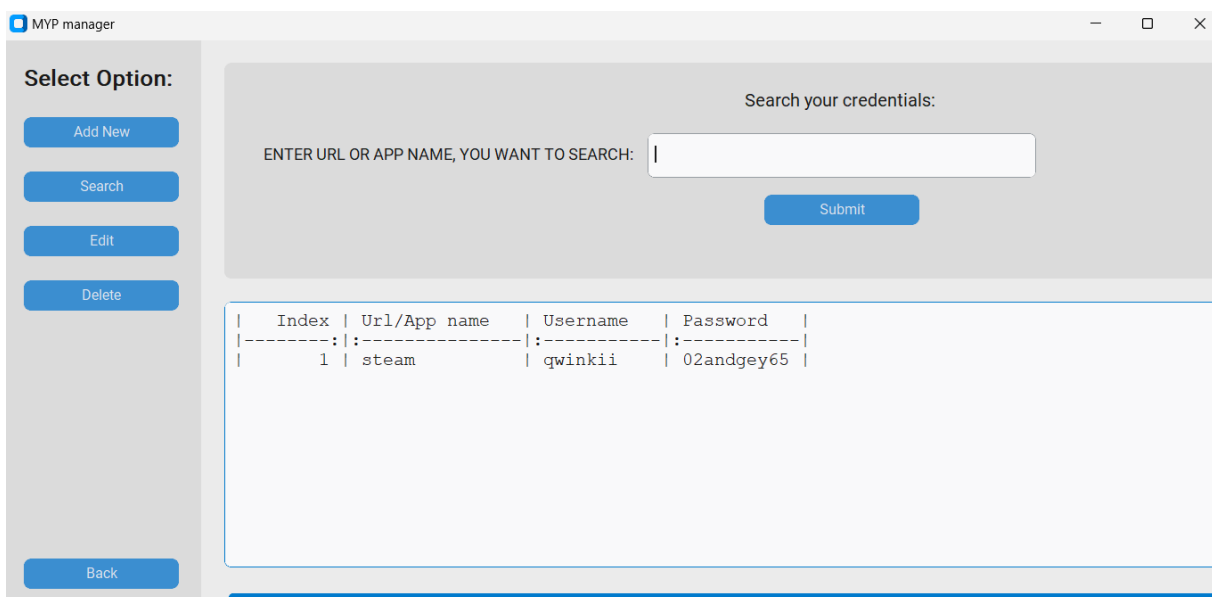 MYP manager
Select Option:
Add New
Search
Edit
Delete
Back
Search your credentials:
ENTER URL OR APP NAME, YOU WANT TO SEARCH:
Submit
|   Index | Url/App name   | Username   | Password   |
|--------:|:---------------|:-----------|:-----------|
|       1 | steam          | qwinkii    | 02andgey65 |